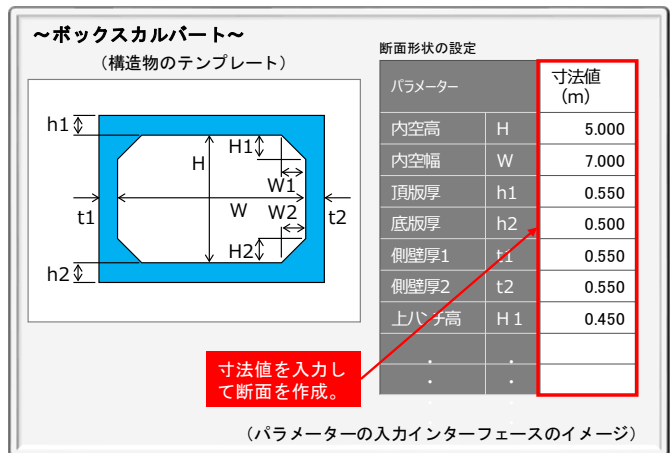 ～ボックスカルバート～
（構造物のテンプレート）
h1
H
H1
W1
t1
W
W2
t2
H2
h2
断面形状の設定
パラメーター 寸法値
（m）
内空高 H 5.000
内空幅 W 7.000
頂版厚 h1 0.550
底版厚 h2 0.500
側壁厚1 t1 0.550
側壁厚2 t2 0.550
上ハンチ高 H1 0.450
・ ・
・ ・
寸法値を入力し
て断面を作成。
（パラメーターの入力インターフェースのイメージ）